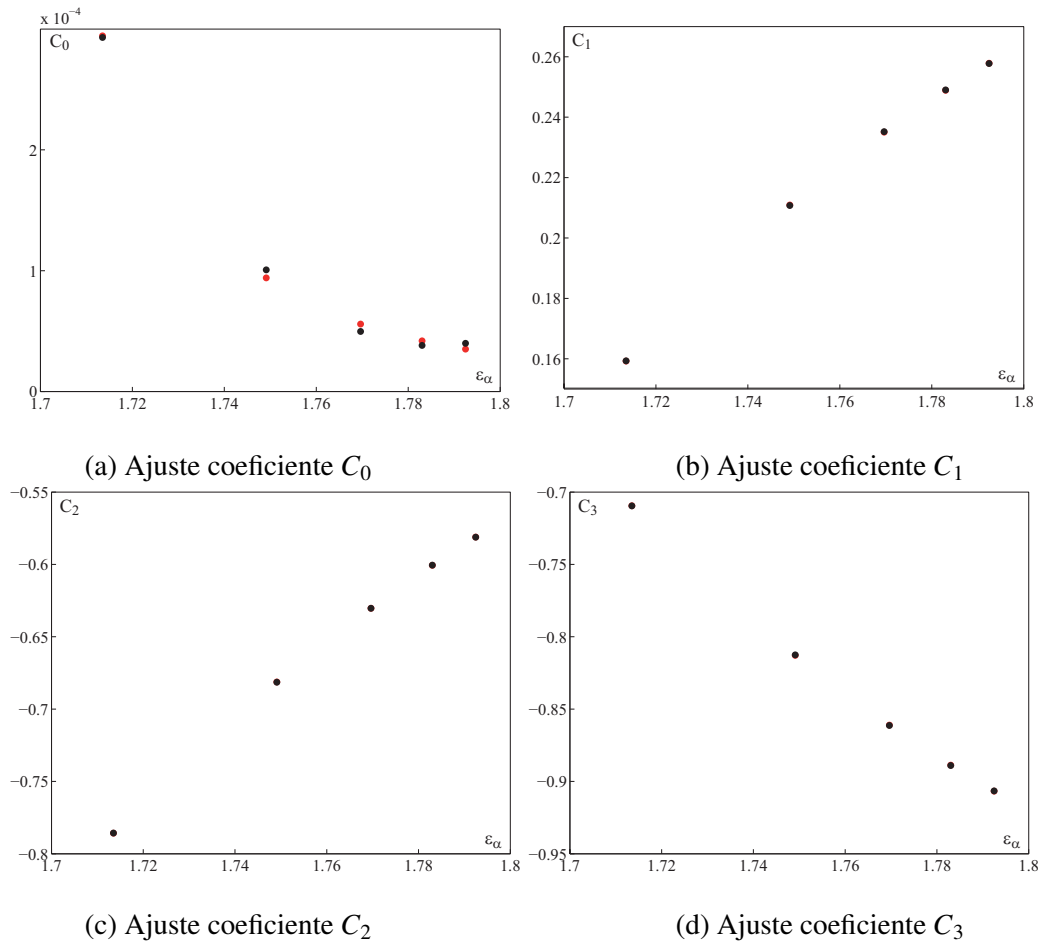 x 10⁻⁴
C₀
2
1
0
1.7 1.72 1.74 1.76 1.78 1.8
εα
(a) Ajuste coeficiente C₀
C₁
0.26
0.24
0.22
0.2
0.18
0.16
1.7 1.72 1.74 1.76 1.78 1.8
εα
(b) Ajuste coeficiente C₁
−0.55
C₂
−0.6
−0.65
−0.7
−0.75
−0.8
1.7 1.72 1.74 1.76 1.78 1.8
εα
(c) Ajuste coeficiente C₂
−0.7
C₃
−0.75
−0.8
−0.85
−0.9
−0.95
1.7 1.72 1.74 1.76 1.78 1.8
εα
(d) Ajuste coeficiente C₃